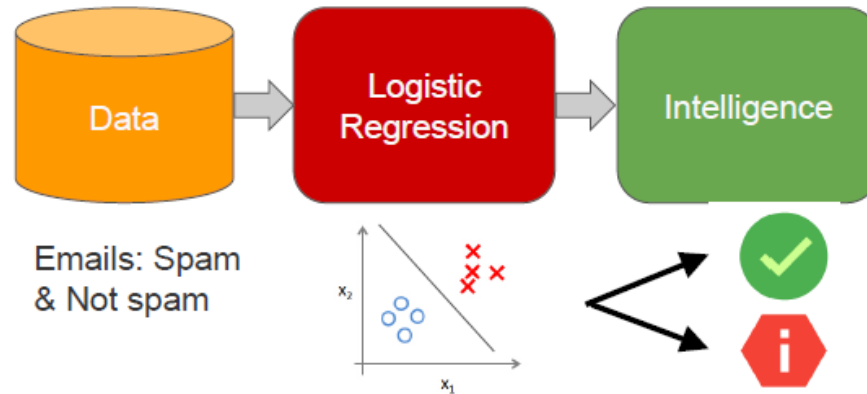 Data
Logistic
Regression
Intelligence
Emails: Spam
& Not spam
x₂
x₁
i